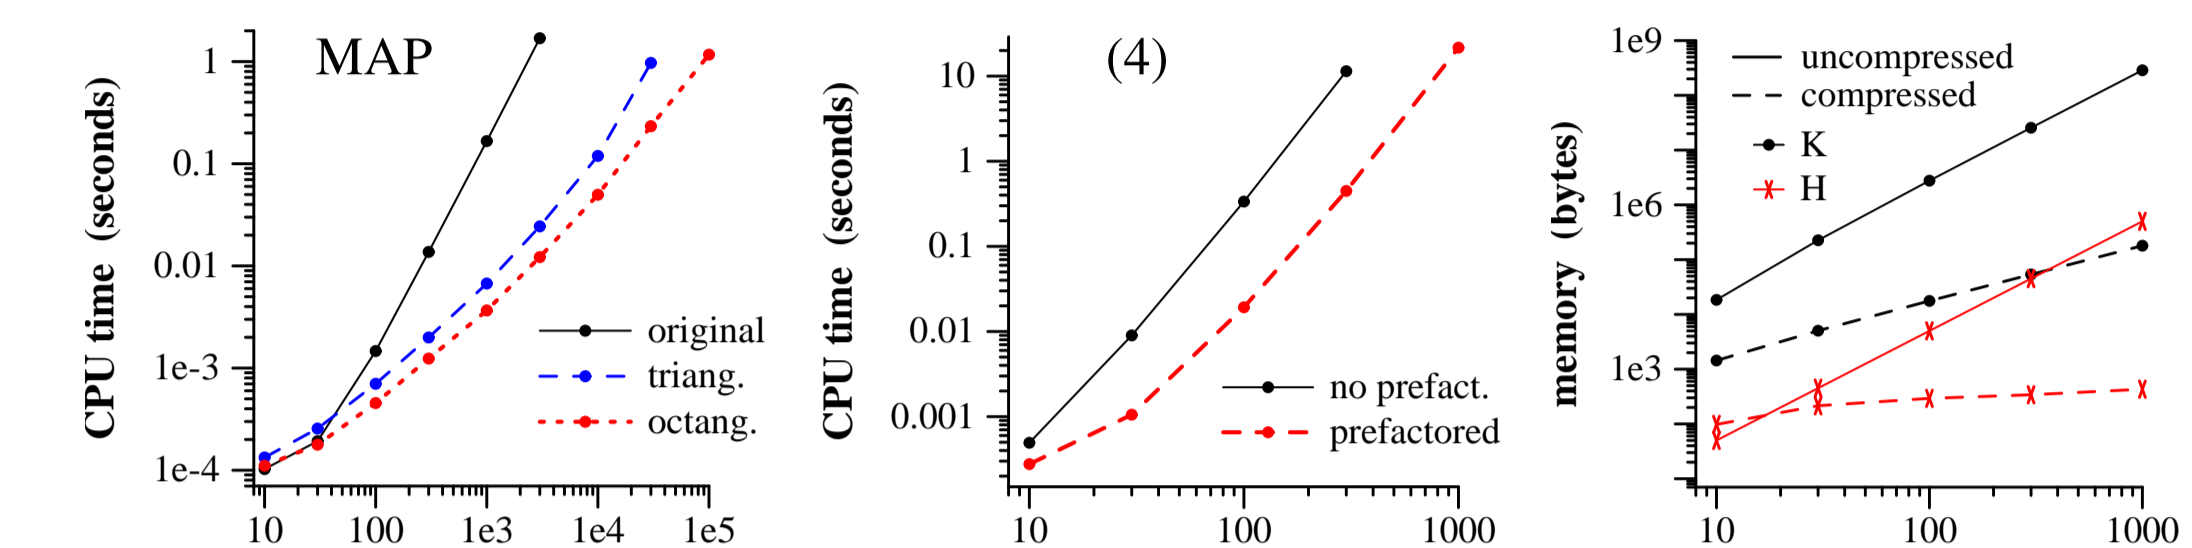 MAP
CPU time (seconds)
1
0.1
0.01
1e-3
1e-4
10 100 1e3 1e4 1e5
original
triang.
octang.
(4)
CPU time (seconds)
10
1
0.1
0.01
0.001
10 100 1000
no prefact.
prefactored
memory (bytes)
1e9
1e6
1e3
10 100 1000
uncompressed
compressed
K
H